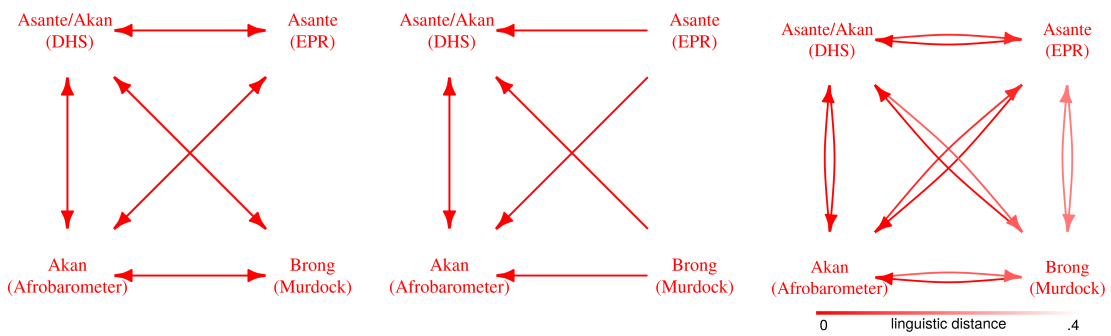 Asante/Akan
(DHS)
Asante
(EPR)
Akan
(Afrobarometer)
Brong
(Murdock)
Asante/Akan
(DHS)
Asante
(EPR)
Akan
(Afrobarometer)
Brong
(Murdock)
Asante/Akan
(DHS)
Asante
(EPR)
Akan
(Afrobarometer)
Brong
(Murdock)
0 linguistic distance .4